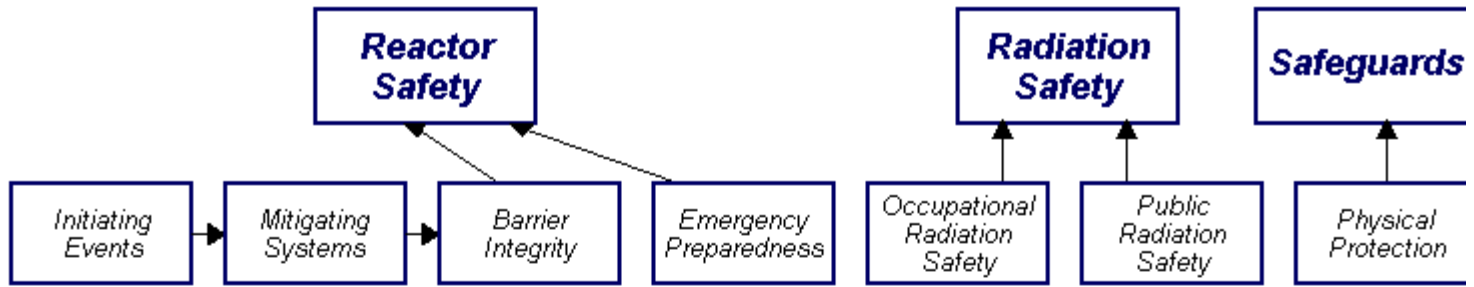 Reactor
Safety
Radiation
Safety
Safeguards
Initiating
Events
Mitigating
Systems
Barrier
Integrity
Emergency
Preparedness
Occupational
Radiation
Safety
Public
Radiation
Safety
Physical
Protection